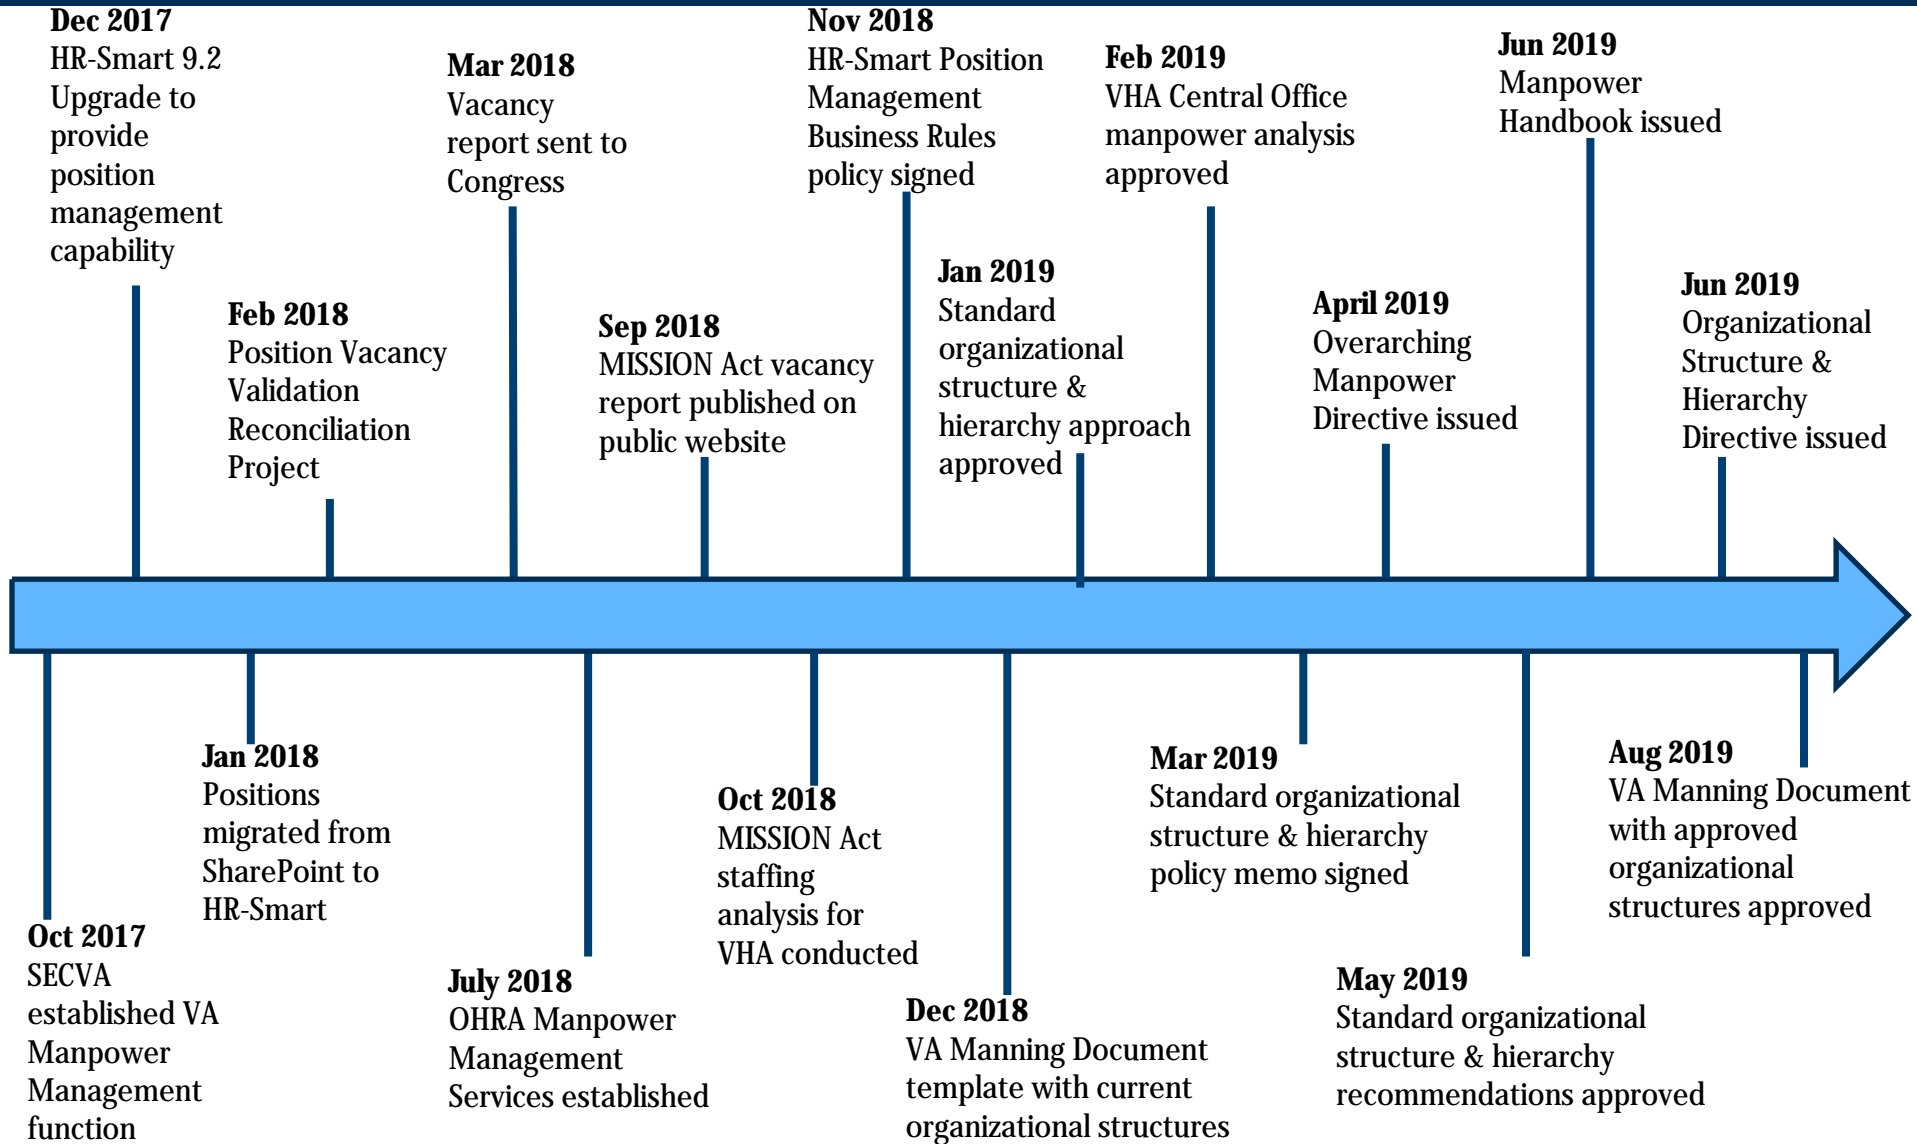 Dec 2017
HR-Smart 9.2
Upgrade to
provide
position
management
capability
Feb 2018
Position Vacancy
Validation
Reconciliation
Project
Mar 2018
Vacancy
report sent to
Congress
Sep 2018
MISSION Act vacancy
report published on
public website
Nov 2018
HR-Smart Position
Management
Business Rules
policy signed
Jan 2019
Standard
organizational
structure &
hierarchy approach
approved
Feb 2019
VHA Central Office
manpower analysis
approved
April 2019
Overarching
Manpower
Directive issued
Jun 2019
Manpower
Handbook issued
Jun 2019
Organizational
Structure &
Hierarchy
Directive issued
Oct 2017
SECVA
established VA
Manpower
Management
function
Jan 2018
Positions
migrated from
SharePoint to
HR-Smart
July 2018
OHRA Manpower
Management
Services established
Oct 2018
MISSION Act
staffing
analysis for
VHA conducted
Dec 2018
VA Manning Document
template with current
organizational structures
Mar 2019
Standard organizational
structure & hierarchy
policy memo signed
May 2019
Standard organizational
structure & hierarchy
recommendations approved
Aug 2019
VA Manning Document
with approved
organizational
structures approved